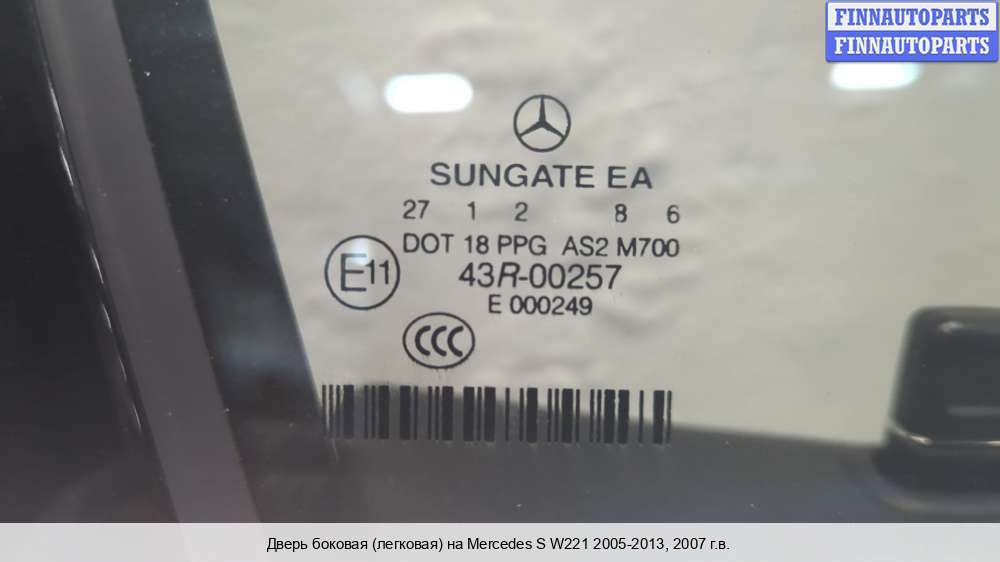 FINNAUTOPARTS
FINNAUTOPARTS
SUNGATE EA
27 1 2 8 6
DOT 18 PPG AS2 M700
E11
43R-00257
E 000249
CCC
Дверь боковая (легковая) на Mercedes S W221 2005-2013, 2007 г.в.